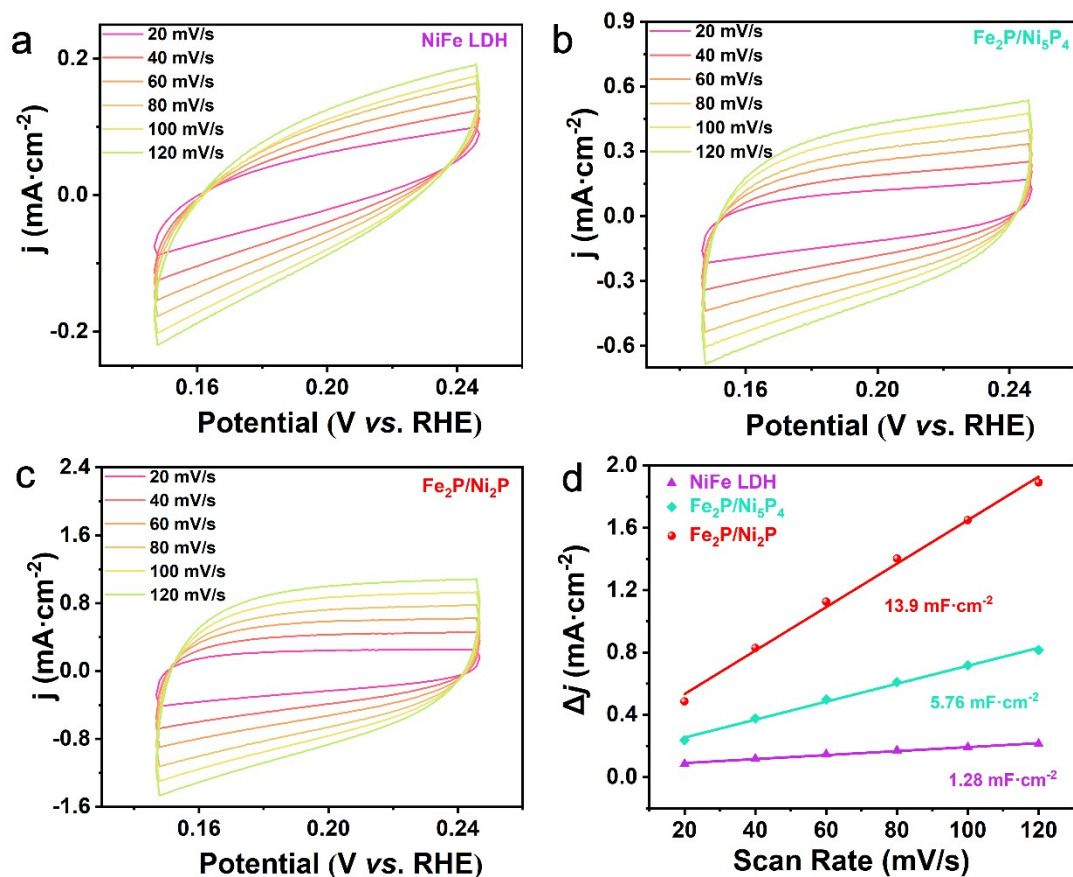 a
20 mV/s
40 mV/s
60 mV/s
80 mV/s
100 mV/s
120 mV/s
NiFe LDH
0.2
0.0
-0.2
j (mA·cm⁻²)
0.16
0.20
0.24
Potential (V vs. RHE)
b
20 mV/s
40 mV/s
60 mV/s
80 mV/s
100 mV/s
120 mV/s
Fe₂P/Ni₅P₄
0.9
0.6
0.3
0.0
-0.3
-0.6
j (mA·cm⁻²)
0.16
0.20
0.24
Potential (V vs. RHE)
c
20 mV/s
40 mV/s
60 mV/s
80 mV/s
100 mV/s
120 mV/s
Fe₂P/Ni₂P
2.4
1.6
0.8
0.0
-0.8
-1.6
j (mA·cm⁻²)
0.16
0.20
0.24
Potential (V vs. RHE)
d
NiFe LDH
Fe₂P/Ni₅P₄
Fe₂P/Ni₂P
13.9 mF·cm⁻²
5.76 mF·cm⁻²
1.28 mF·cm⁻²
2.0
1.6
1.2
0.8
0.4
0.0
Δj (mA·cm⁻²)
20
40
60
80
100
120
Scan Rate (mV/s)